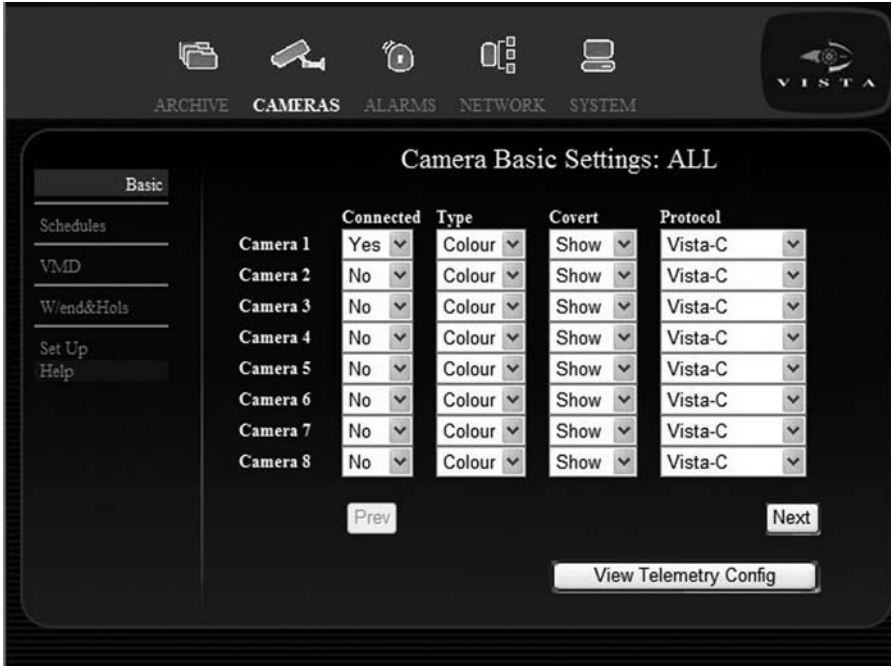 ARCHIVE CAMERAS ALARMS NETWORK SYSTEM
VISTA
Camera Basic Settings: ALL
Basic
Schedules
VMD
W/end&Hols
Set Up
Help
Connected Type Covert Protocol
Camera 1 Yes Colour Show Vista-C
Camera 2 No Colour Show Vista-C
Camera 3 No Colour Show Vista-C
Camera 4 No Colour Show Vista-C
Camera 5 No Colour Show Vista-C
Camera 6 No Colour Show Vista-C
Camera 7 No Colour Show Vista-C
Camera 8 No Colour Show Vista-C
Prev Next
View Telemetry Config